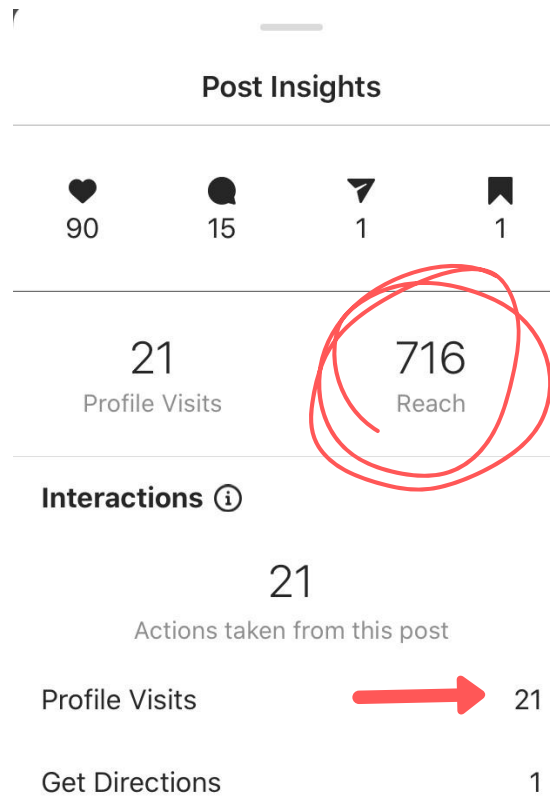 Post Insights
90 15 1 1
21 716
Profile Visits Reach
Interactions
21
Actions taken from this post
Profile Visits 21
Get Directions 1